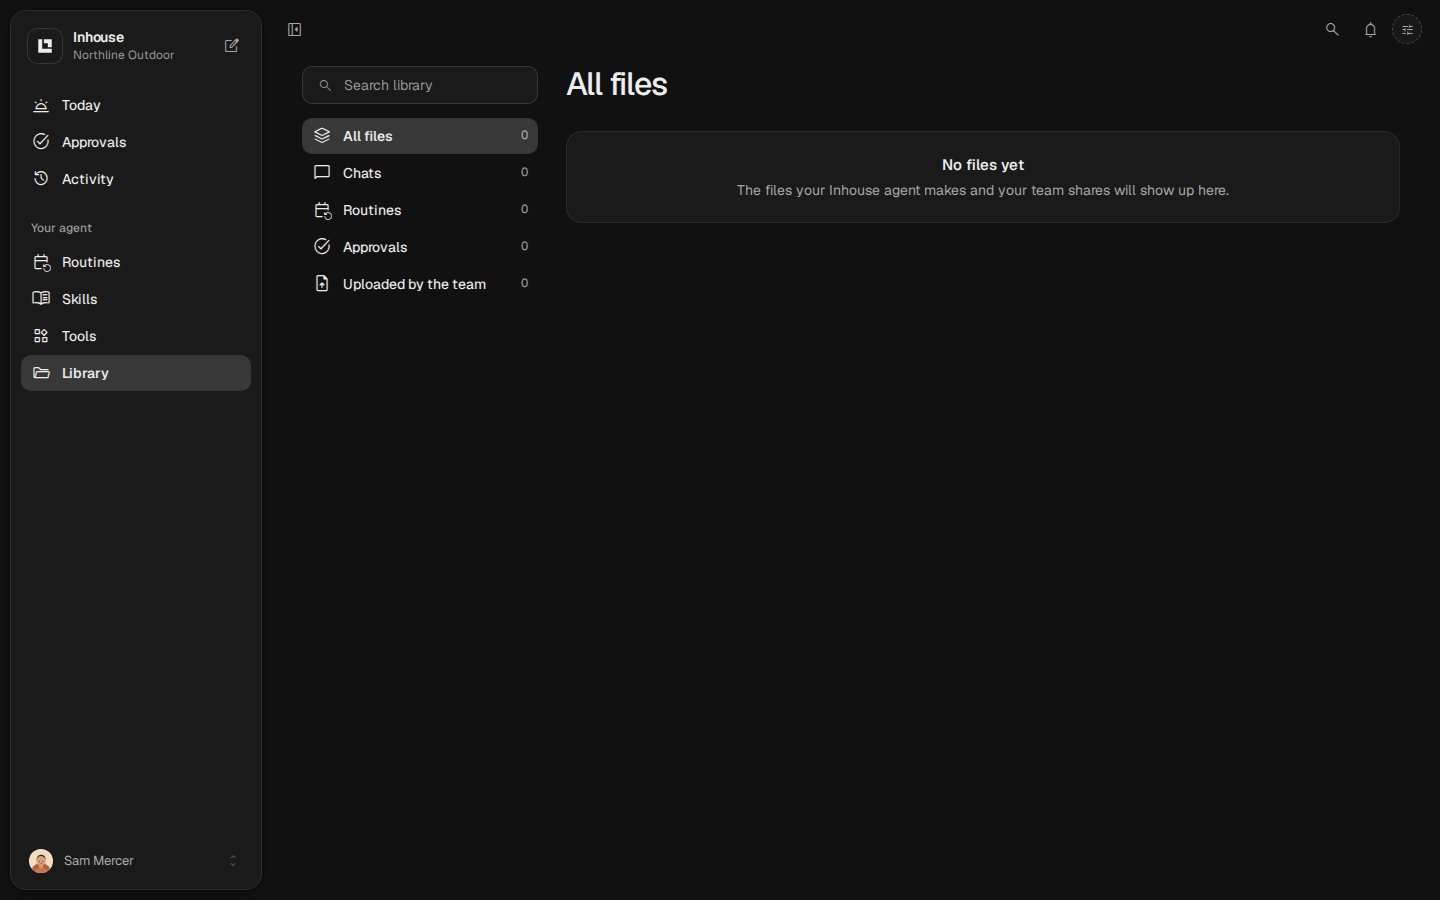 Inhouse
Northline Outdoor
Today
Approvals
Activity
Your agent
Routines
Skills
Tools
Library
Sam Mercer
Search library
All files 0
Chats 0
Routines 0
Approvals 0
Uploaded by the team 0
All files
No files yet
The files your Inhouse agent makes and your team shares will show up here.